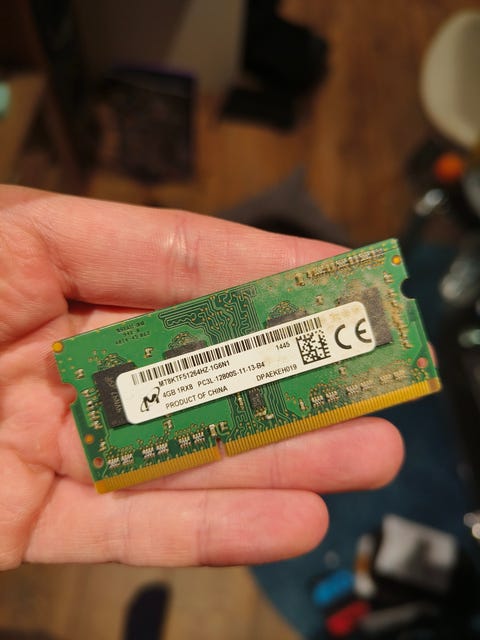 MT8KTF51264HZ-1G6N1
1445
4GB 1RX8 PC3L-12800S-11-13-B4
PRODUCT OF CHINA
DPAEKEH019
CE